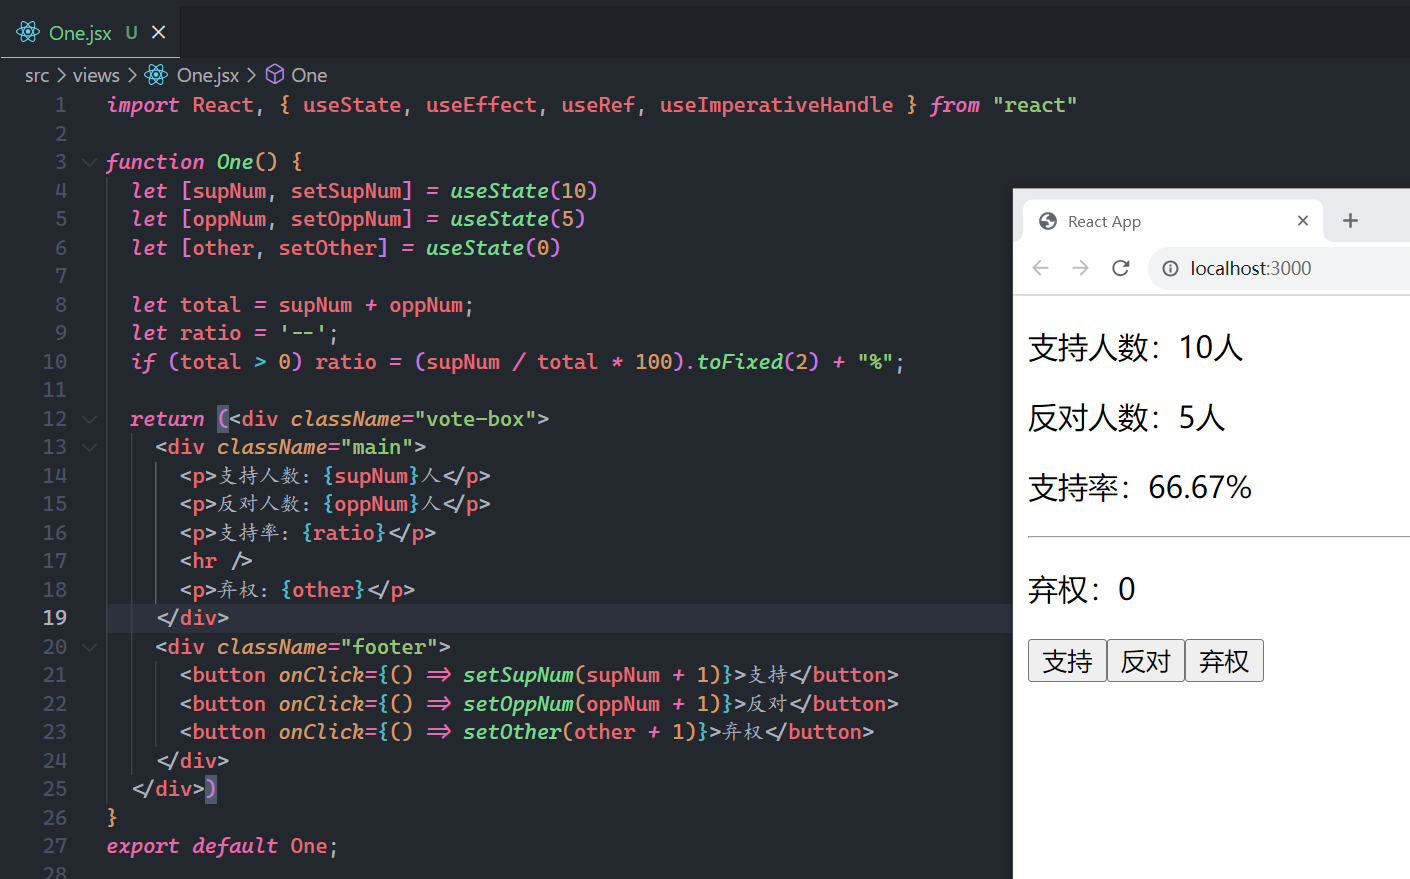 One.jsx U
src > views > One.jsx > One
1 import React, { useState, useEffect, useRef, useImperativeHandle } from "react"
2
3 function One() {
4 let [supNum, setSupNum] = useState(10)
5 let [oppNum, setOppNum] = useState(5)
6 let [other, setOther] = useState(0)
7
8 let total = supNum + oppNum;
9 let ratio = '--';
10 if (total > 0) ratio = (supNum / total * 100).toFixed(2) + "%";
11
12 return (<div className="vote-box">
13 <div className="main">
14 <p>支持人数：{supNum}人</p>
15 <p>反对人数：{oppNum}人</p>
16 <p>支持率：{ratio}</p>
17 <hr />
18 <p>弃权：{other}</p>
19 </div>
20 <div className="footer">
21 <button onClick={() => setSupNum(supNum + 1)}>支持</button>
22 <button onClick={() => setOppNum(oppNum + 1)}>反对</button>
23 <button onClick={() => setOther(other + 1)}>弃权</button>
24 </div>
25 </div>)
26 }
27 export default One;
28
React App
localhost:3000
支持人数：10人
反对人数：5人
支持率：66.67%
弃权：0
支持 反对 弃权